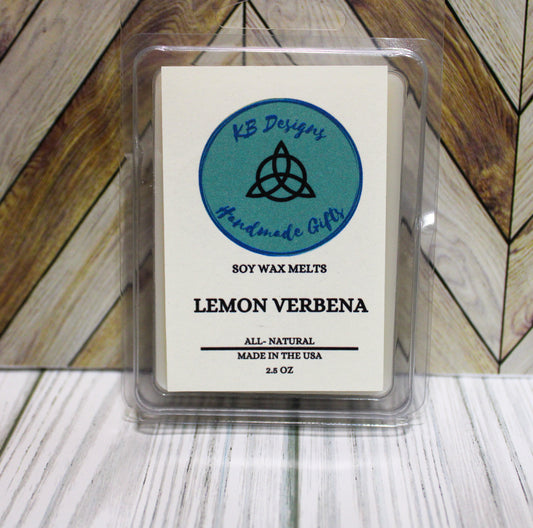 KB Designs
Handmade Gifts
SOY WAX MELTS
LEMON VERBENA
ALL- NATURAL
MADE IN THE USA
2.5 OZ